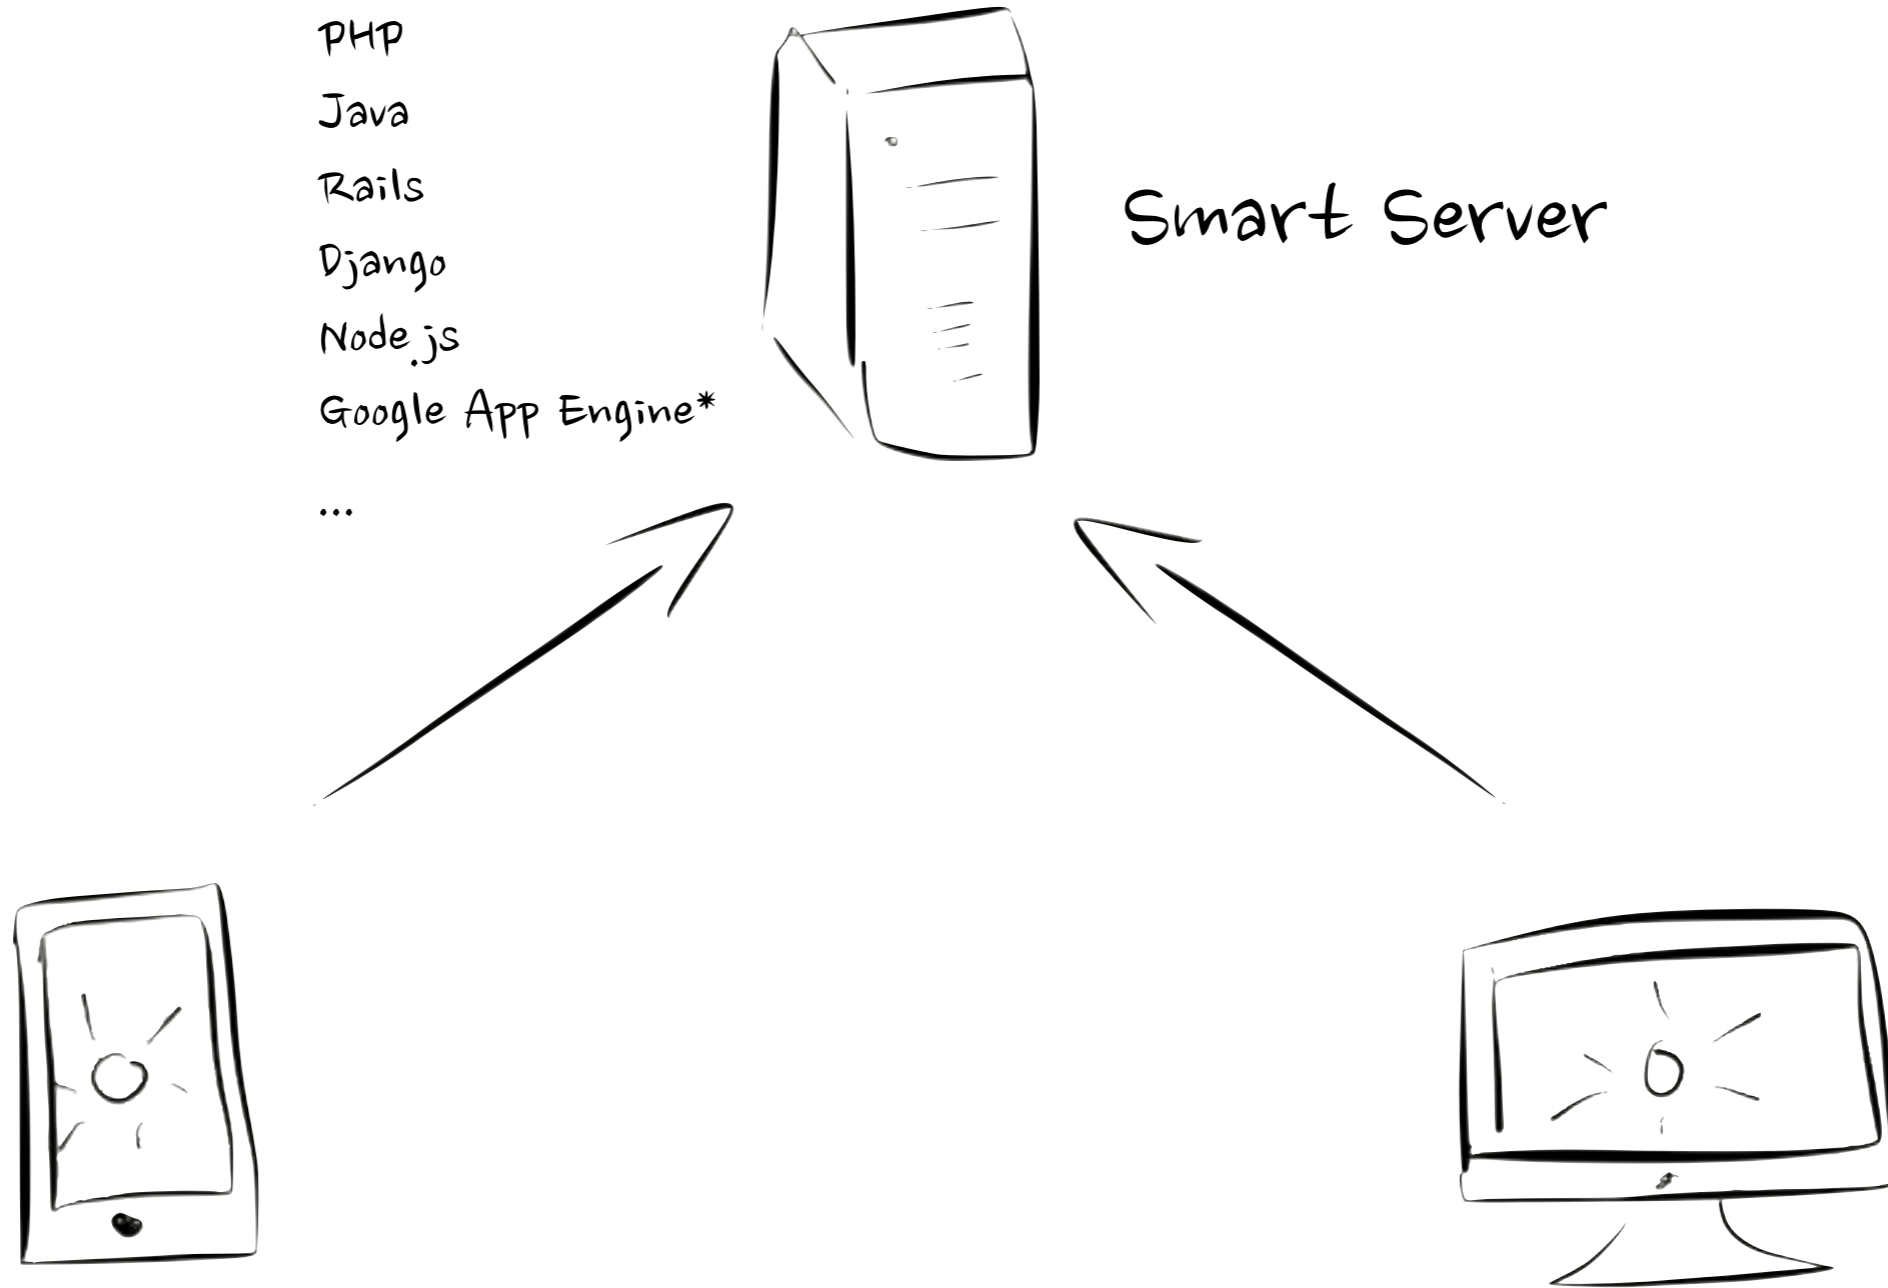 PHP
Java
Rails
Django
Node.js
Google App Engine*
...
Smart Server